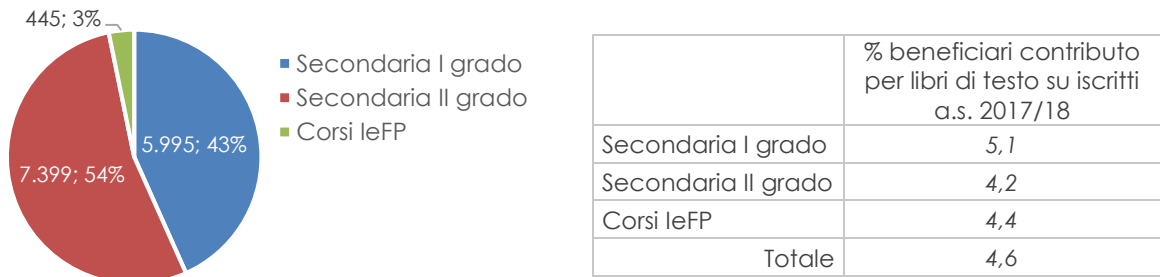 445; 3%
5.995; 43%
7.399; 54%
Secondaria I grado
Secondaria II grado
Corsi IeFP
% beneficiari contributo
per libri di testo su iscritti
a.s. 2017/18
Secondaria I grado 5,1
Secondaria II grado 4,2
Corsi IeFP 4,4
Totale 4,6